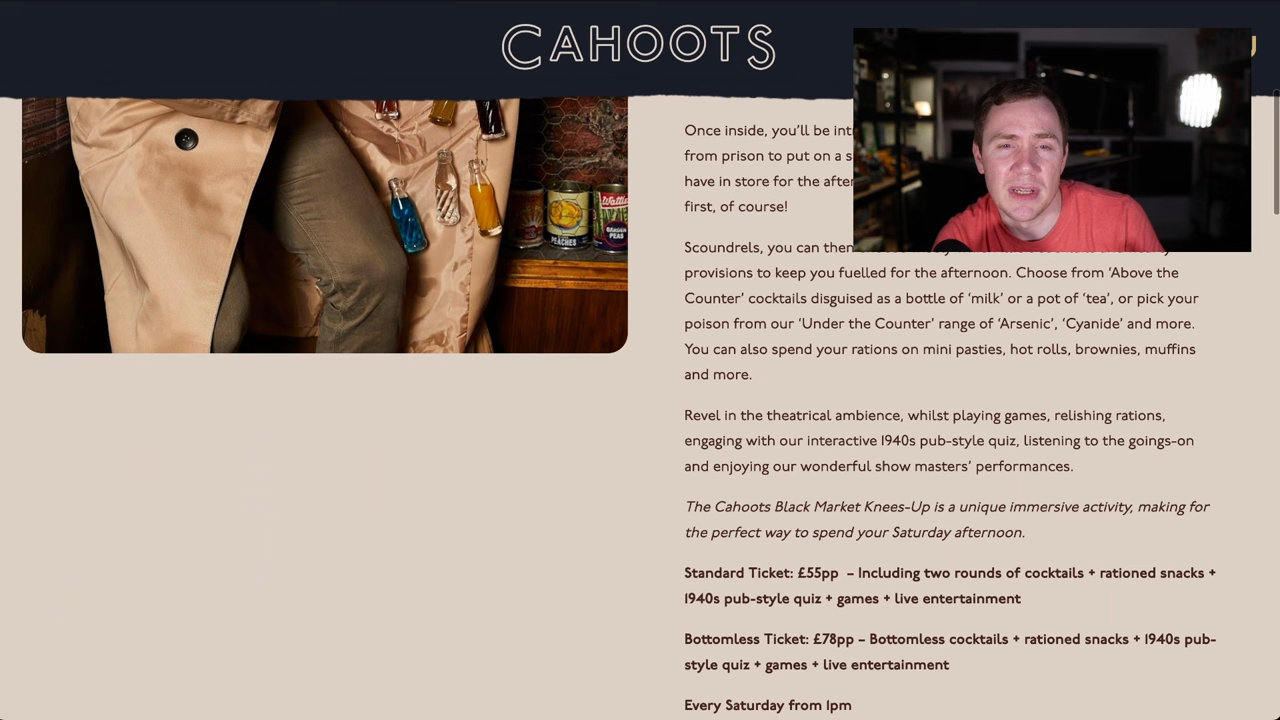 CAHOOTS
Once inside, you'll be
from prison to put on a
have in store for the
first, of course!
Scoundrels, you can then
provisions to keep you fuelled for the afternoon. Choose from 'Above the
Counter' cocktails disguised as a bottle of 'milk' or a pot of 'tea', or pick your
poison from our 'Under the Counter' range of 'Arsenic', 'Cyanide' and more.
You can also spend your rations on mini pasties, hot rolls, brownies, muffins
and more.
Revel in the theatrical ambience, whilst playing games, relishing rations,
engaging with our interactive 1940s pub-style quiz, listening to the goings-on
and enjoying our wonderful show masters' performances.
The Cahoots Black Market Knees-Up is a unique immersive activity, making for
the perfect way to spend your Saturday afternoon.
Standard Ticket: £55pp – Including two rounds of cocktails + rationed snacks +
1940s pub-style quiz + games + live entertainment
Bottomless Ticket: £78pp – Bottomless cocktails + rationed snacks + 1940s pub-
style quiz + games + live entertainment
Every Saturday from 1pm
PEACHES
GARDEN
PEAS